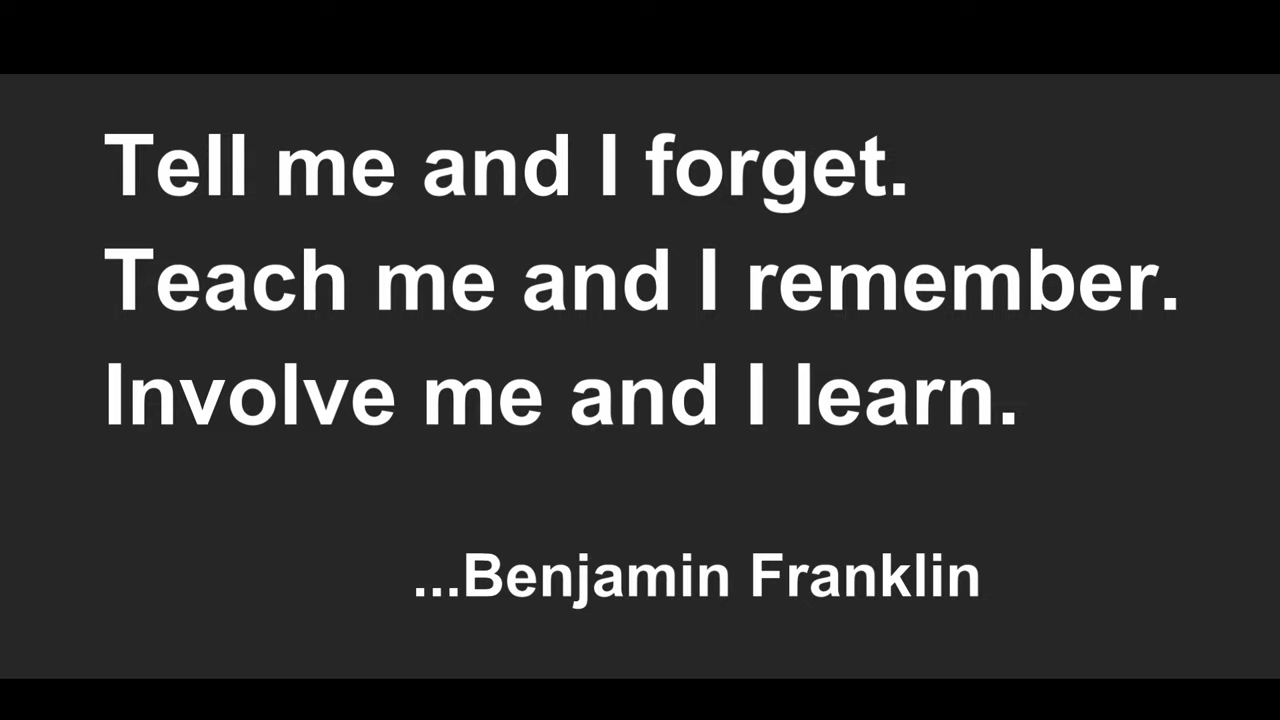 Tell me and I forget.
Teach me and I remember.
Involve me and I learn.
...Benjamin Franklin